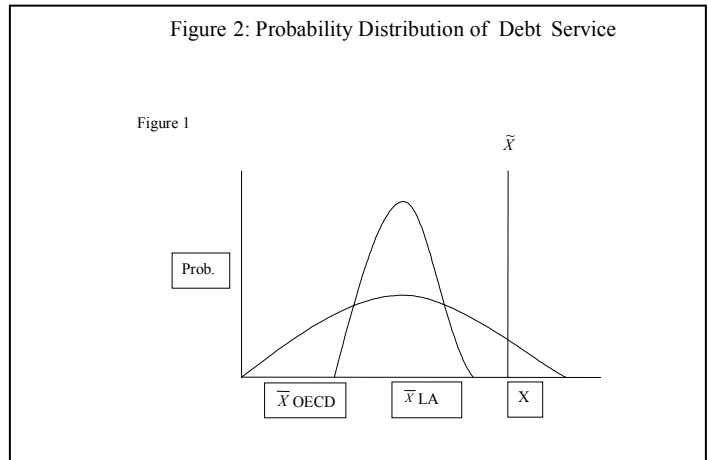 Figure 2: Probability Distribution of Debt Service
Figure 1
X̃
Prob.
X̅ OECD
X̅ LA
X